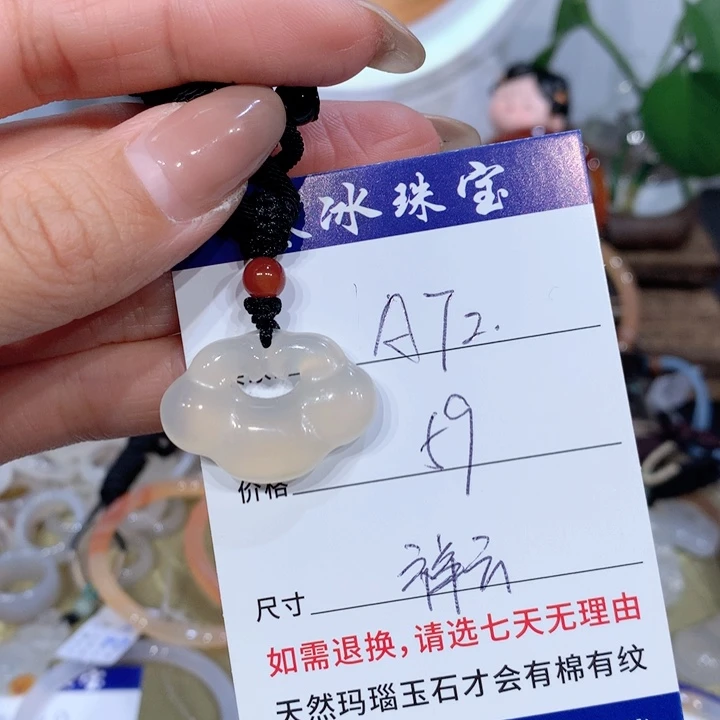 冰珠宝
A72.
价格 59
尺寸 祥云
如需退换,请选七天无理由
天然玛瑙玉石才会有棉有纹